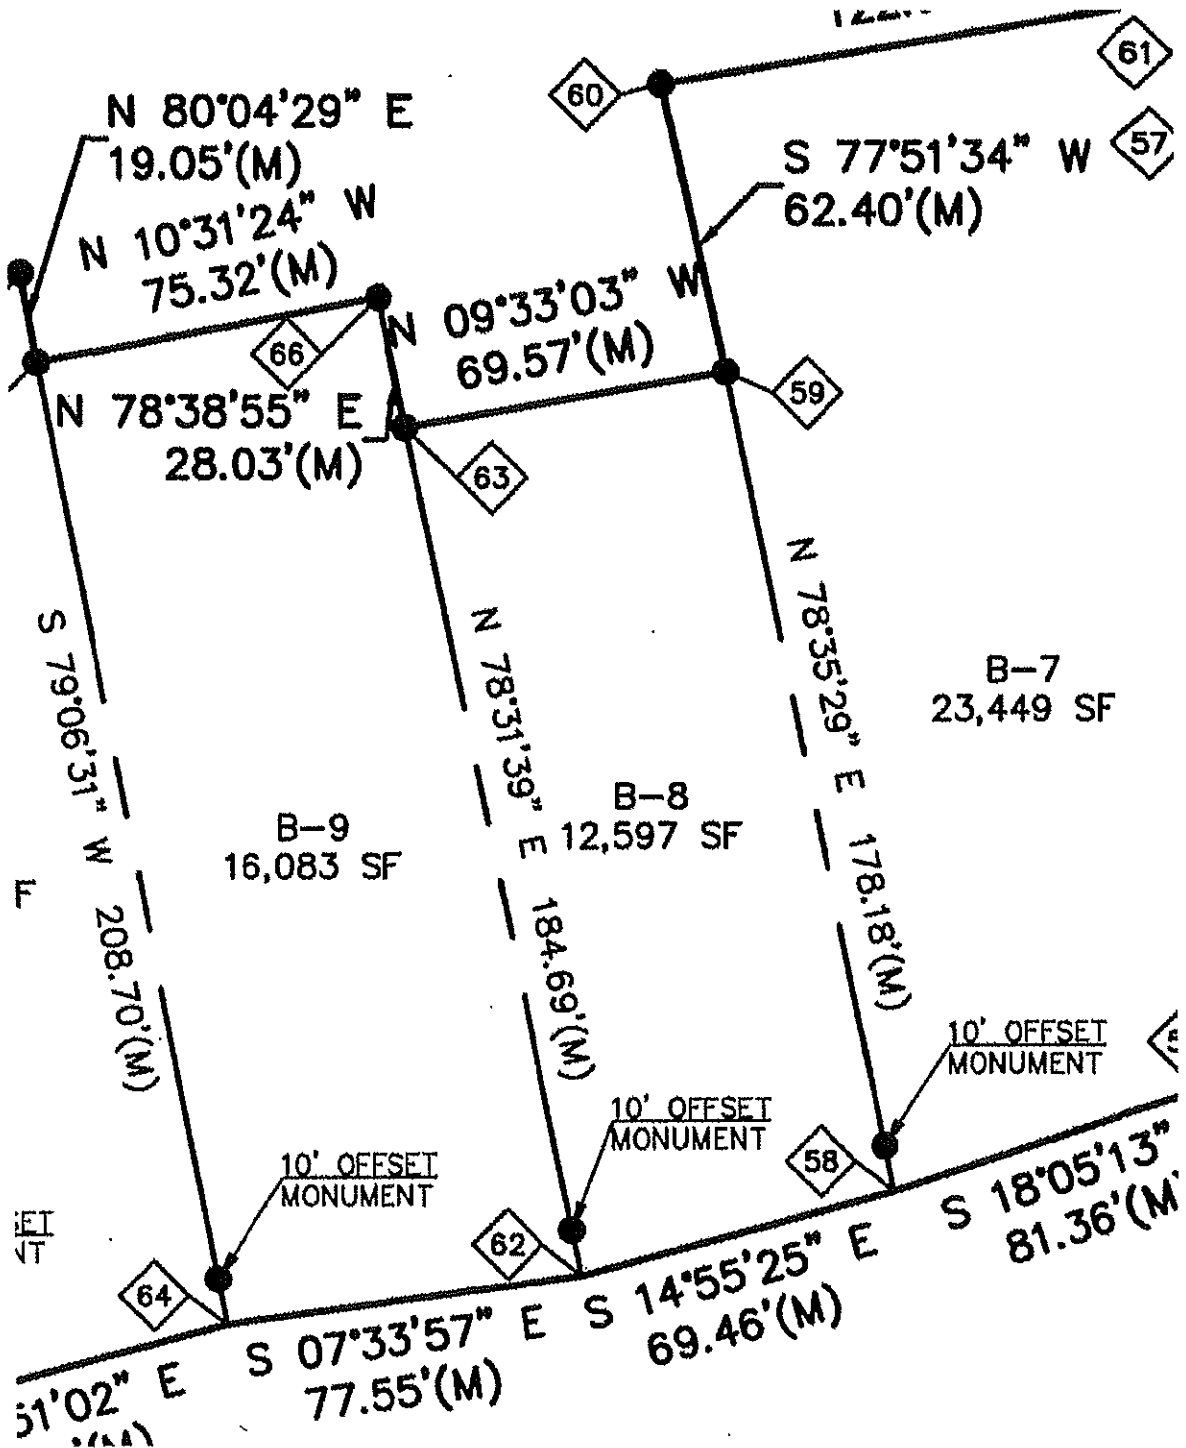 61
60
N 80°04'29" E
19.05'(M)
57
S 77°51'34" W
62.40'(M)
N 10°31'24" W
75.32'(M)
N 09°33'03" W
69.57'(M)
66
59
N 78°38'55" E
28.03'(M)
63
S 79°06'31" W 208.70'(M)
N 78°31'39" E 184.69'(M)
N 78°35'29" E 178.18'(M)
B-7
23,449 SF
B-8
12,597 SF
B-9
16,083 SF
F
10' OFFSET
MONUMENT
10' OFFSET
MONUMENT
10' OFFSET
MONUMENT
58
62
64
ET
NT
S 18°05'13"
81.36'(M
S 14°55'25" E
69.46'(M)
S 07°33'57" E
77.55'(M)
51'02" E
'(M)